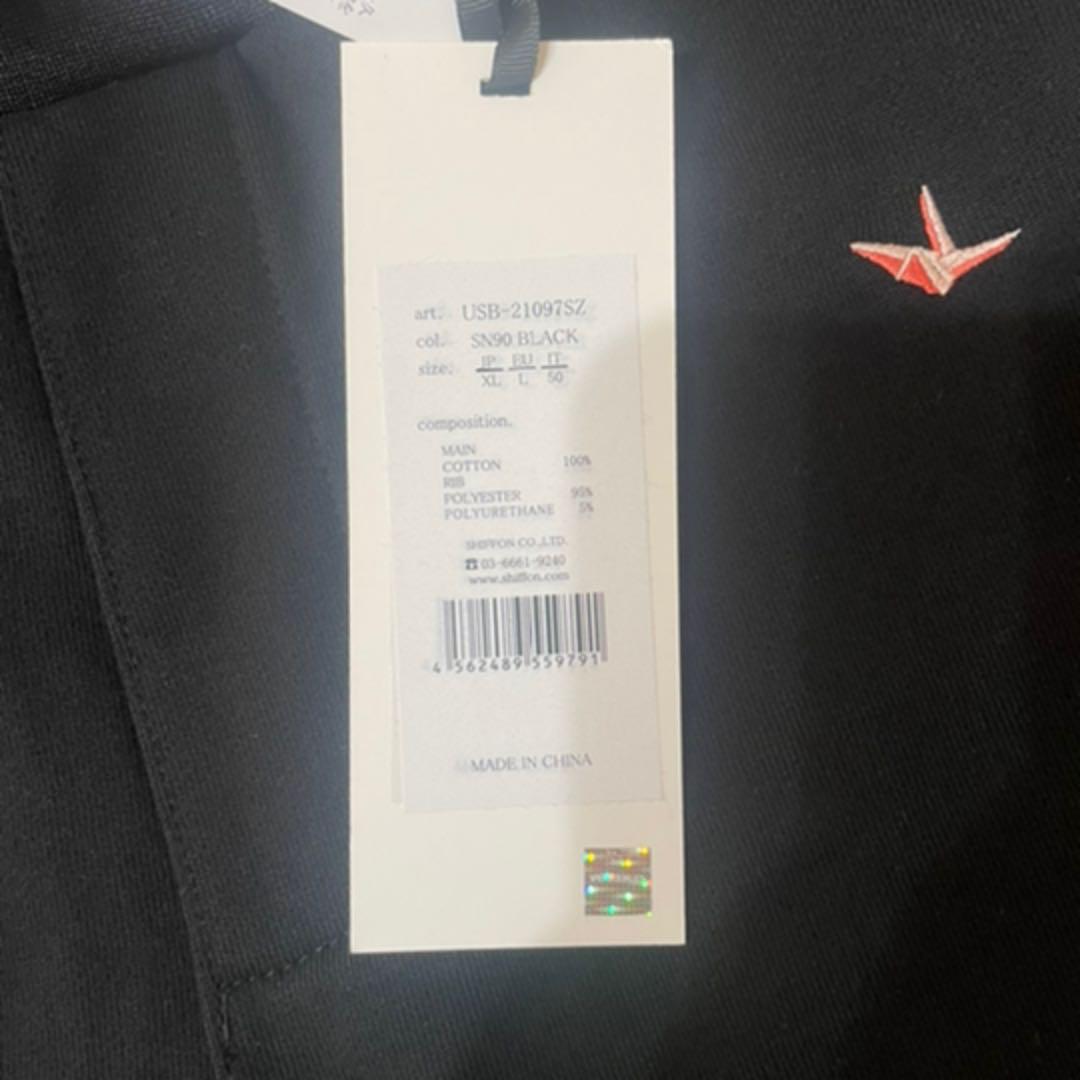 art. USB-21097SZ
col. SN90 BLACK
size. JP EU IT
XL L 50
composition.
MAIN
COTTON 100%
RIB
POLYESTER 95%
POLYURETHANE 5%
SHIFFON CO.,LTD.
☎03-6661-9240
www.shiffon.com
4 562489 559791
MADE IN CHINA